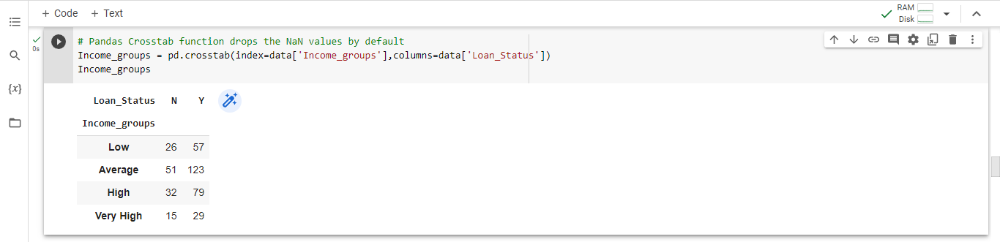 + Code + Text
RAM
Disk
0s
# Pandas Crosstab function drops the NaN values by default
Income_groups = pd.crosstab(index=data['Income_groups'],columns=data['Loan_Status'])
Income_groups
{x}
Loan_Status N Y
Income_groups
Low 26 57
Average 51 123
High 32 79
Very High 15 29